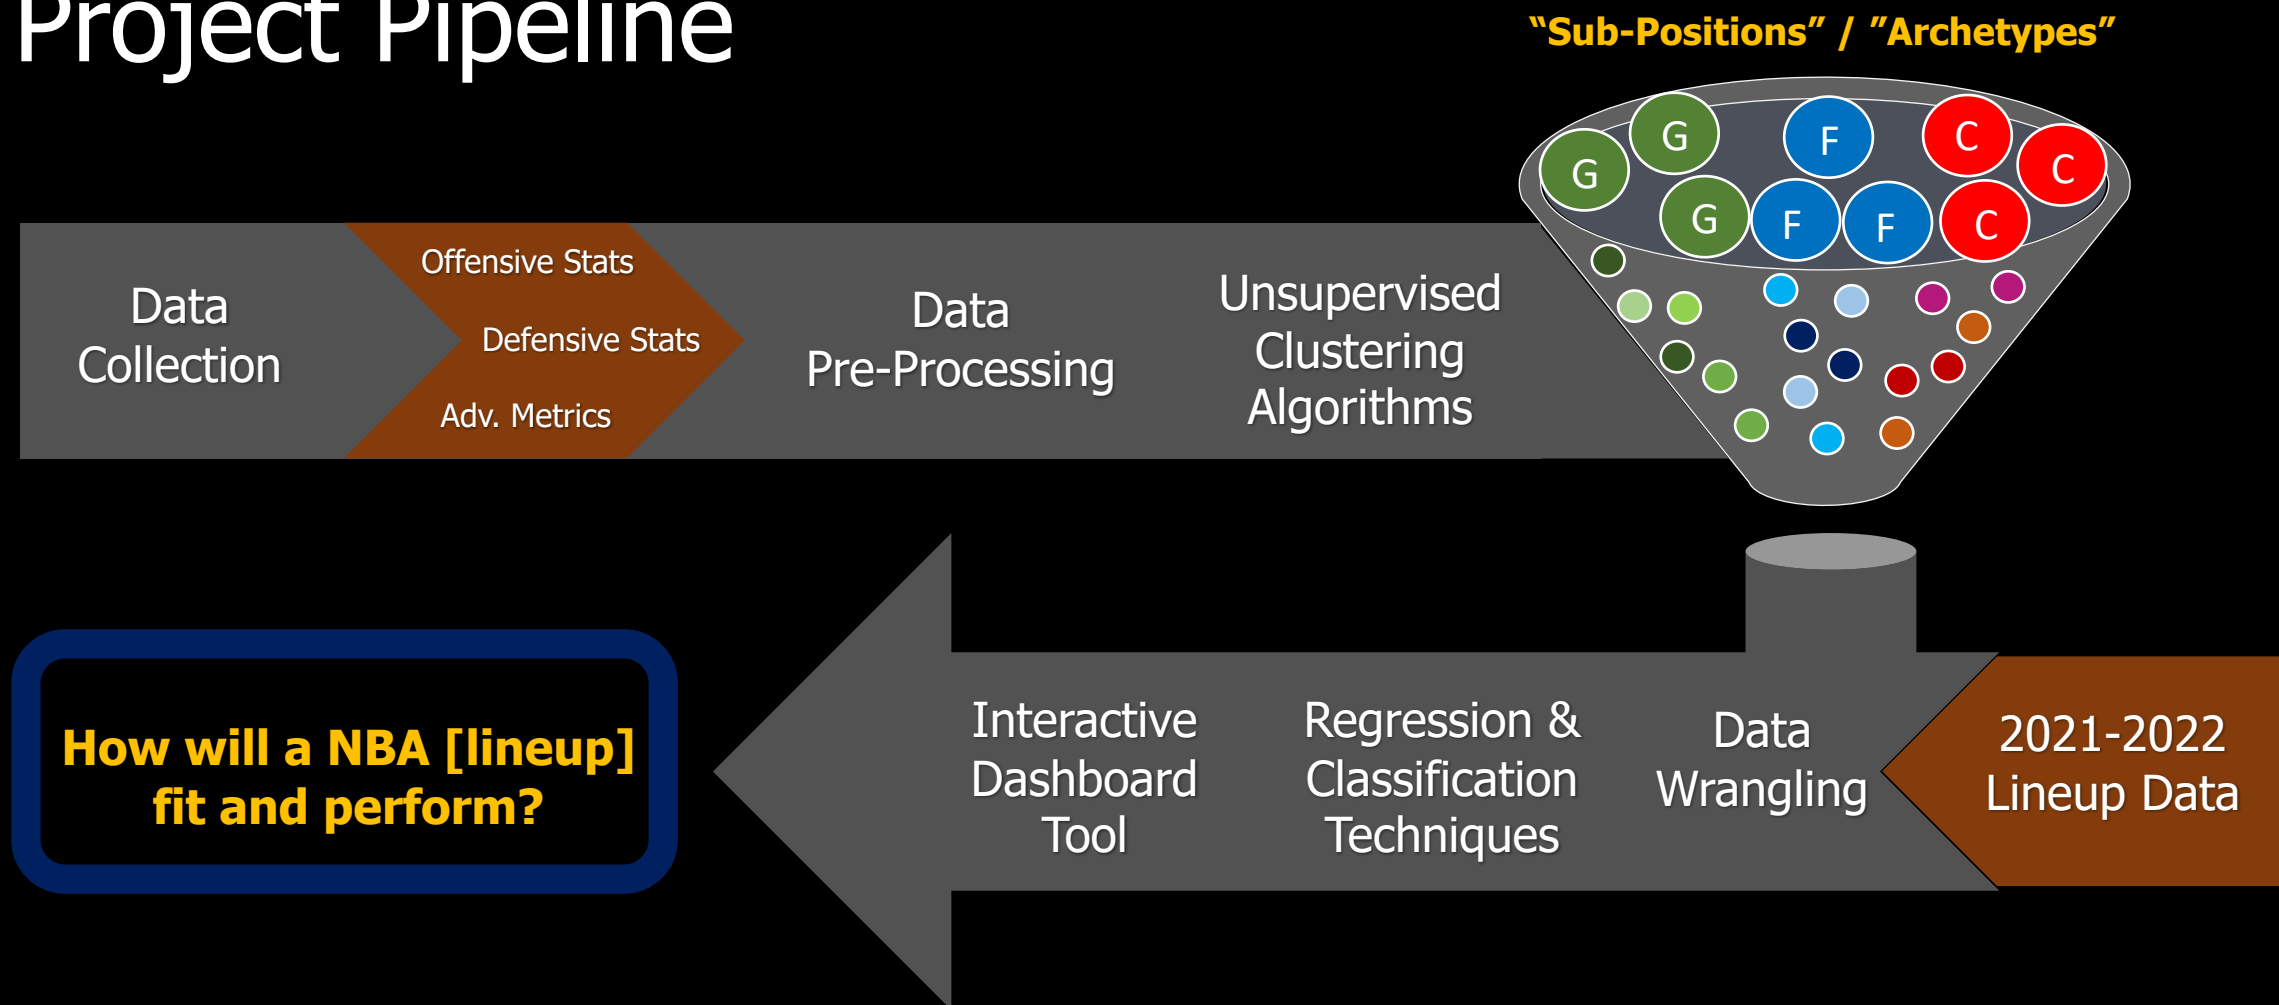 Project Pipeline
“Sub-Positions” / ”Archetypes”
G
G
F
C
C
G
F
F
C
Data
Collection
Offensive Stats
Defensive Stats
Adv. Metrics
Data
Pre-Processing
Unsupervised
Clustering
Algorithms
How will a NBA [lineup]
fit and perform?
Interactive
Dashboard
Tool
Regression &
Classification
Techniques
Data
Wrangling
2021-2022
Lineup Data